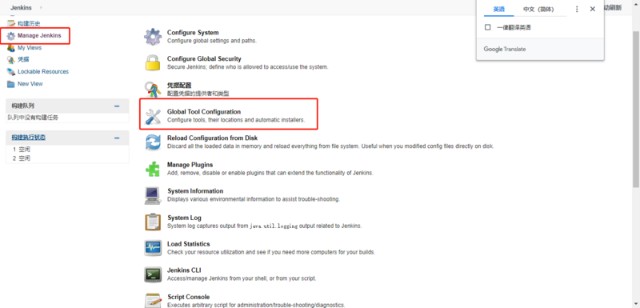 Jenkins
英语
中文（简体）
一律翻译英语
Google Translate
构建历史
Manage Jenkins
My Views
凭据
Lockable Resources
New View
构建队列
队列中没有构建任务
构建执行状态
1 空闲
2 空闲
Configure System
Configure global settings and paths.
Configure Global Security
Secure Jenkins; define who is allowed to access/use the system.
凭据配置
配置凭据的提供者和类型
Global Tool Configuration
Configure tools, their locations and automatic installers.
Reload Configuration from Disk
Discard all the loaded data in memory and reload everything from file system. Useful when you modified config files directly on disk.
Manage Plugins
Add, remove, disable or enable plugins that can extend the functionality of Jenkins.
System Information
Displays various environmental information to assist trouble-shooting.
System Log
System log captures output from java.util.logging output related to Jenkins.
Load Statistics
Check your resource utilization and see if you need more computers for your builds.
Jenkins CLI
Access/manage Jenkins from your shell, or from your script.
Script Console
Executes arbitrary script for administration/trouble-shooting/diagnostics.